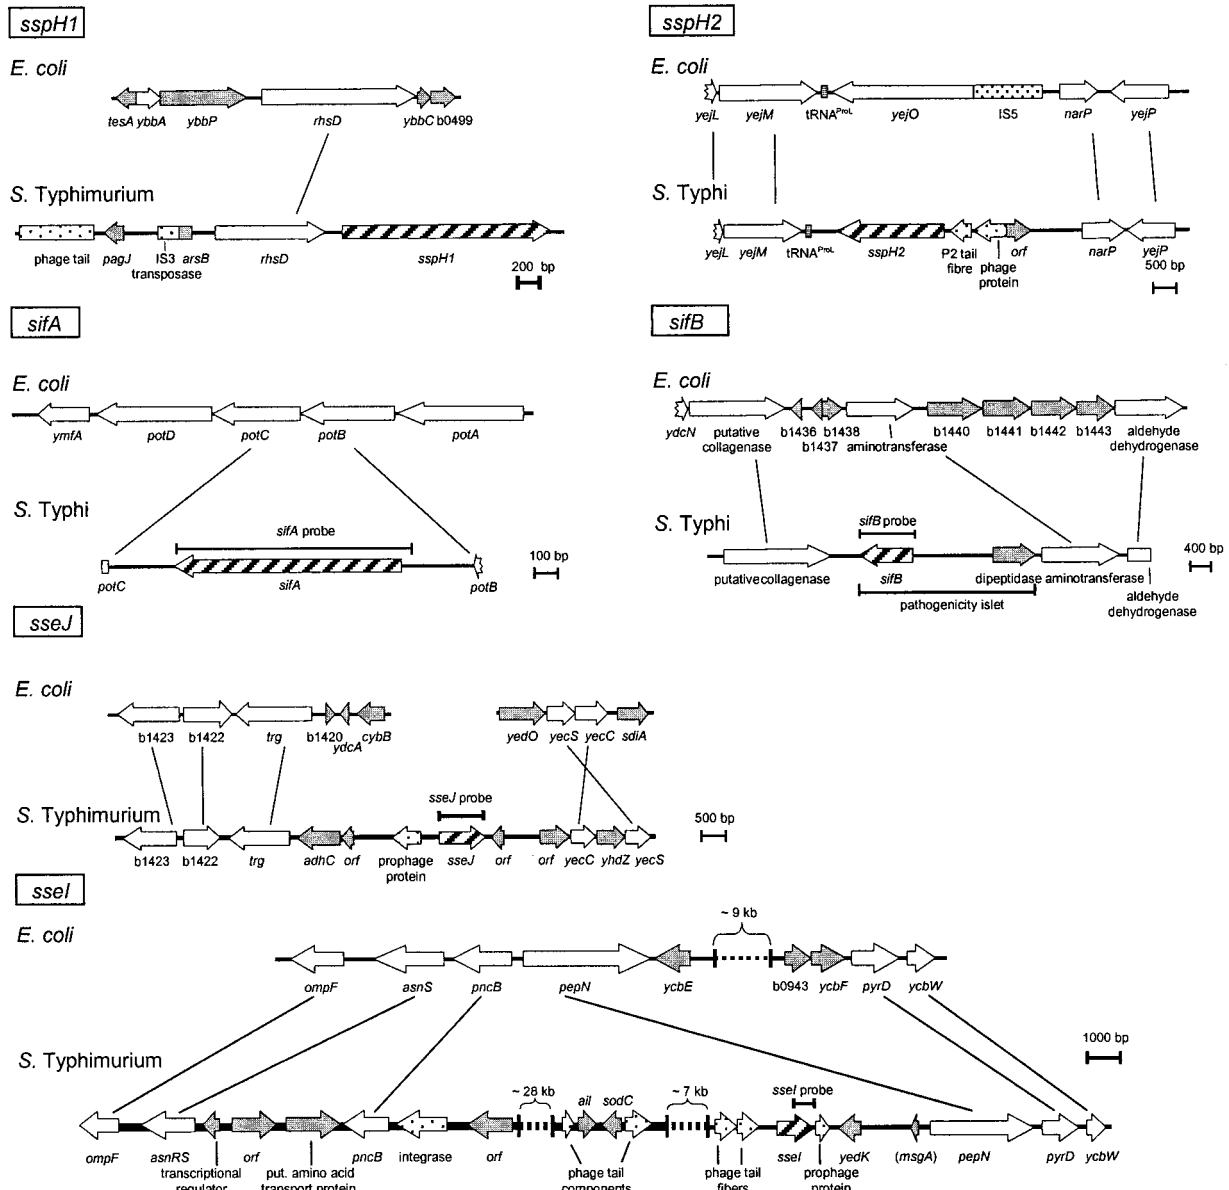 sspH1
E. coli
tesA ybbA ybbP rhsD ybbC b0499
S. Typhimurium
phage tail pagJ IS3 arsB rhsD sspH1
transposase
200 bp
sspH2
E. coli
yejL yejM tRNAProL yejO IS5 narP yejP
S. Typhi
yejL yejM tRNAProL sspH2 P2 tail phage orf narP yejP
fibre protein
500 bp
sifA
E. coli
ymfA potD potC potB potA
S. Typhi
sifA probe
100 bp
potC sifA potB
sifB
E. coli
ydcN putative b1436 b1438 b1440 b1441 b1442 b1443 aldehyde
collagenase b1437 aminotransferase dehydrogenase
S. Typhi
sifB probe
400 bp
putative collagenase sifB dipeptidase aminotransferase
aldehyde
dehydrogenase
pathogenicity islet
sseJ
E. coli
b1423 b1422 trg b1420 cybB yedO yecS yecC sdiA
ydcA
S. Typhimurium
sseJ probe
500 bp
b1423 b1422 trg adhC orf prophage sseJ orf orf yecC yhdZ yecS
protein
sseI
E. coli
~ 9 kb
ompF asnS pncB pepN ycbE b0943 ycbF pyrD ycbW
1000 bp
S. Typhimurium
~ 28 kb ail sodC ~ 7 kb sseI probe
ompF asnRS orf pncB integrase orf sseI yedK (msgA) pepN pyrD ycbW
transcriptional put. amino acid phage tail phage tail prophage
regulator transport protein components fibers protein